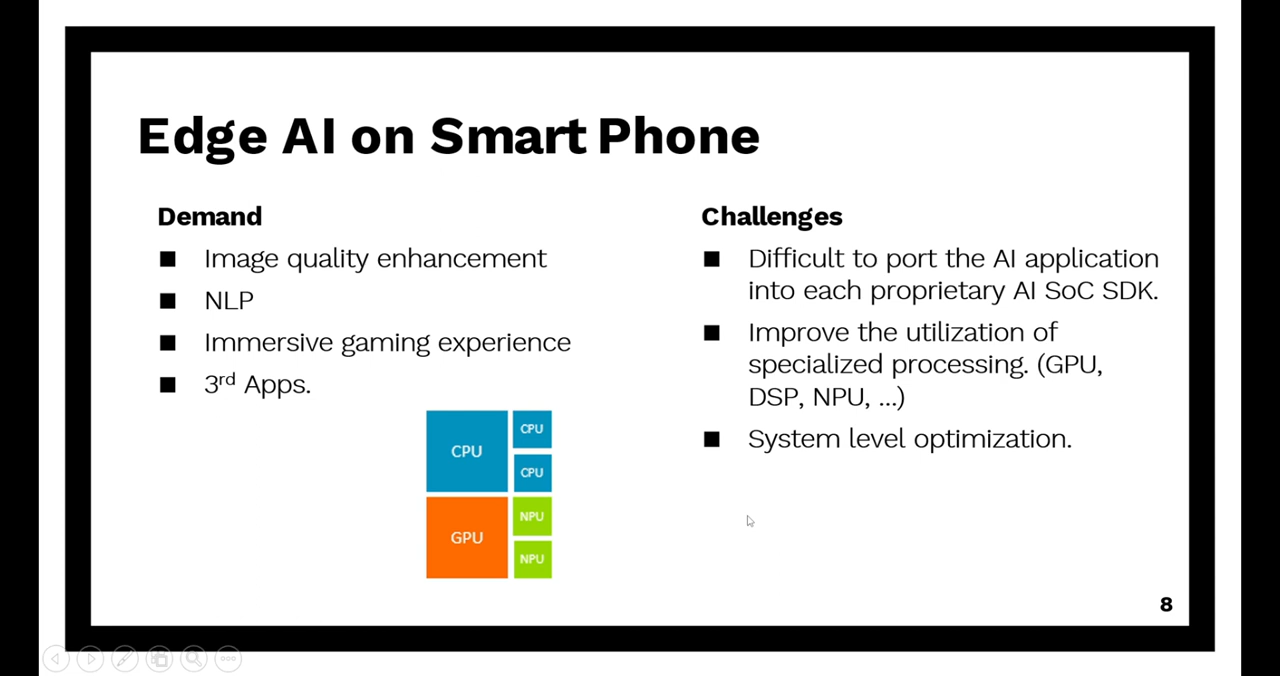 Edge AI on Smart Phone
Demand
■ Image quality enhancement
■ NLP
■ Immersive gaming experience
■ 3rd Apps.
CPU
CPU
CPU
GPU
NPU
NPU
Challenges
■ Difficult to port the AI application
into each proprietary AI SoC SDK.
■ Improve the utilization of
specialized processing. (GPU,
DSP, NPU, ...)
■ System level optimization.
8